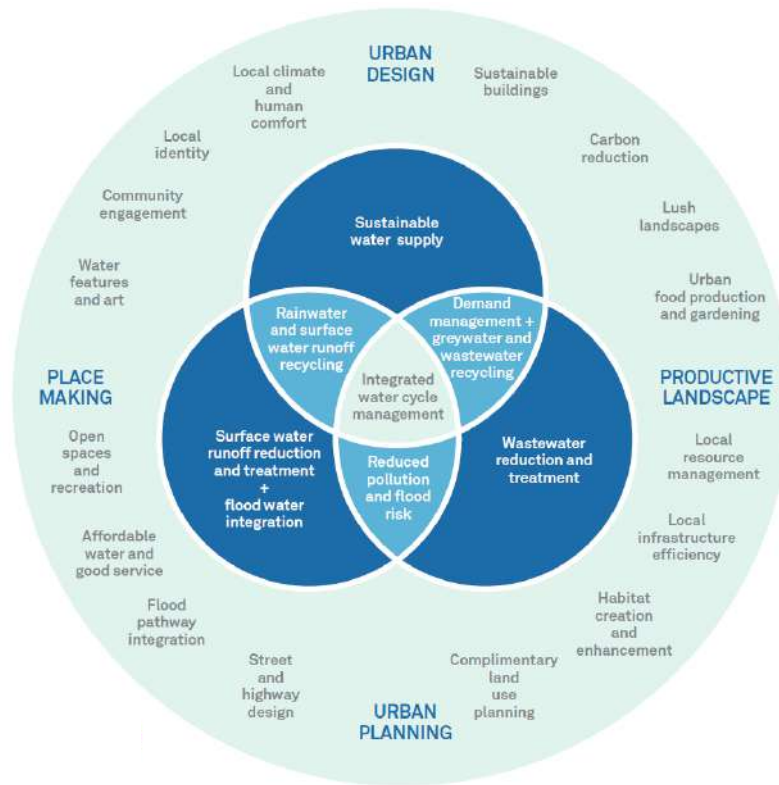 URBAN
DESIGN
Local climate
and
human
comfort
Sustainable
buildings
Local
identity
Carbon
reduction
Community
engagement
Lush
landscapes
Water
features
and art
Urban
food production
and gardening
Sustainable
water supply
Rainwater
and surface
water runoff
recycling
Demand
management +
greywater and
wastewater
recycling
Integrated
water cycle
management
PLACE
MAKING
PRODUCTIVE
LANDSCAPE
Surface water
runoff reduction
and treatment
+
flood water
integration
Reduced
pollution
and flood
risk
Wastewater
reduction and
treatment
Open
spaces and
recreation
Local
resource
management
Affordable
water and
good service
Local
infrastructure
efficiency
Flood
pathway
integration
Habitat
creation
and
enhancement
Street
and
highway
design
Complimentary
land
use
planning
URBAN
PLANNING